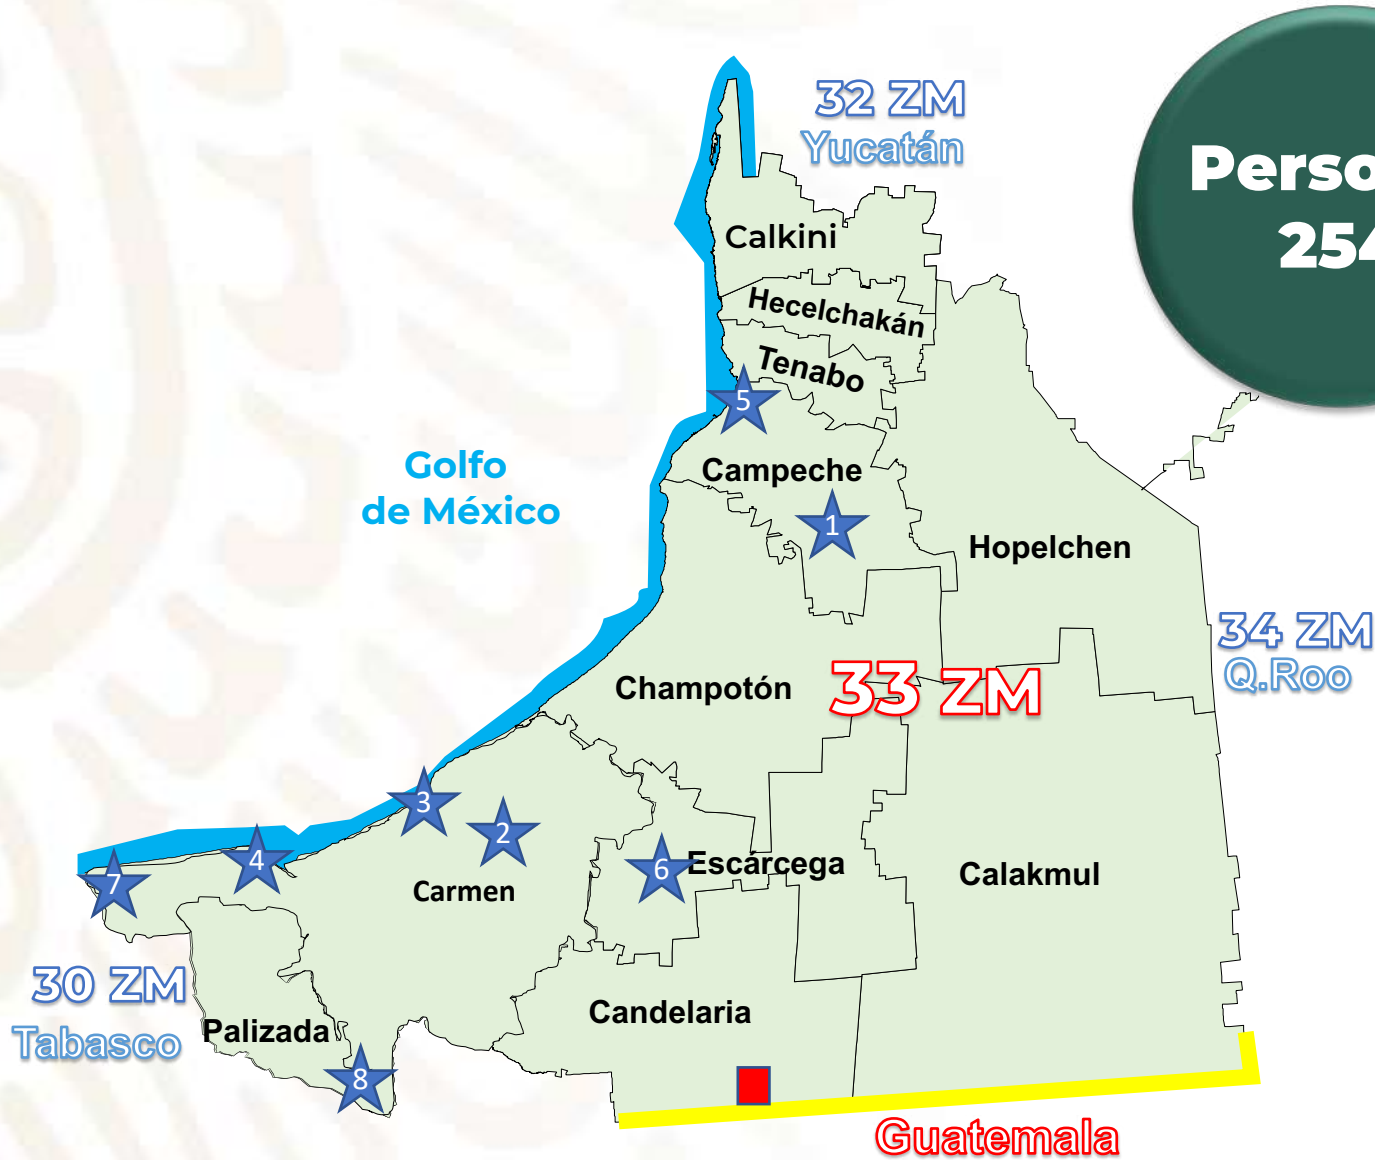 32 ZM
Yucatán
Perso
254
Calkini
Hecelchakán
Tenabo
5
Golfo
de México
Campeche
1
Hopelchen
34 ZM
Q.Roo
Champotón
33 ZM
3
2
4
7
6
Escárcega
Carmen
Calakmul
30 ZM
Tabasco
Palizada
Candelaria
8
Guatemala